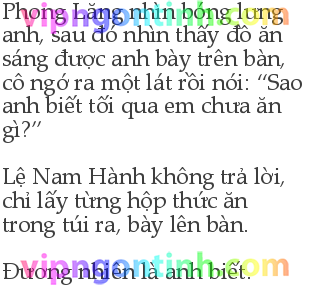 Phong Lăng nhìn bóng lưng
anh, sau đó nhìn thấy đồ ăn
sáng được anh bày trên bàn,
cô ngớ ra một lát rồi nói: “Sao
anh biết tối qua em chưa ăn
gì?”
Lệ Nam Hành không trả lời,
chỉ lấy từng hộp thức ăn
trong túi ra, bày lên bàn.
Đương nhiên là anh biết.
vipngontinh.com
vipngontinh.com